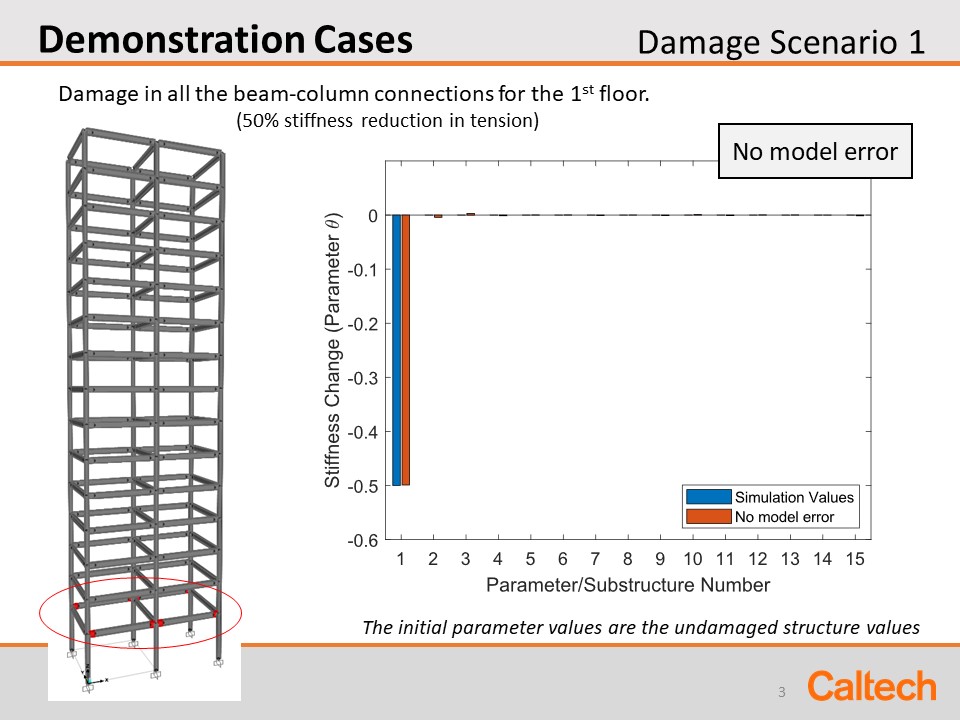 Demonstration Cases
Damage Scenario 1
Damage in all the beam-column connections for the 1st floor.
(50% stiffness reduction in tension)
No model error
0
-0.1
-0.2
-0.3
-0.4
-0.5
-0.6
Stiffness Change (Parameter θ)
Simulation Values
No model error
1 2 3 4 5 6 7 8 9 10 11 12 13 14 15
Parameter/Substructure Number
The initial parameter values are the undamaged structure values
3
Caltech